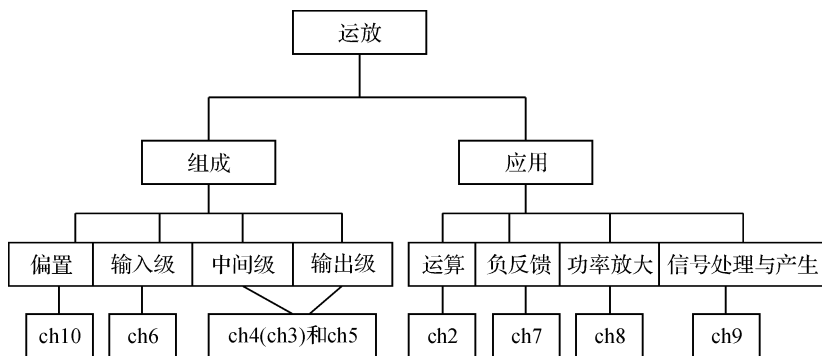 运放
组成
应用
偏置
输入级
中间级
输出级
运算
负反馈
功率放大
信号处理与产生
ch10
ch6
ch4(ch3)和ch5
ch2
ch7
ch8
ch9